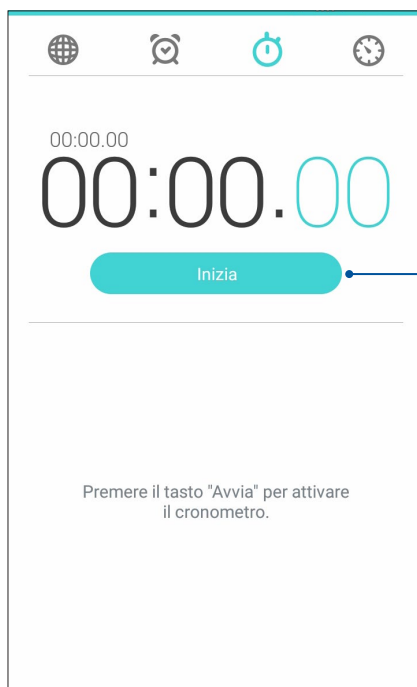 00:00.00
00:00.00
Inizia
Premere il tasto "Avvia" per attivare
il cronometro.